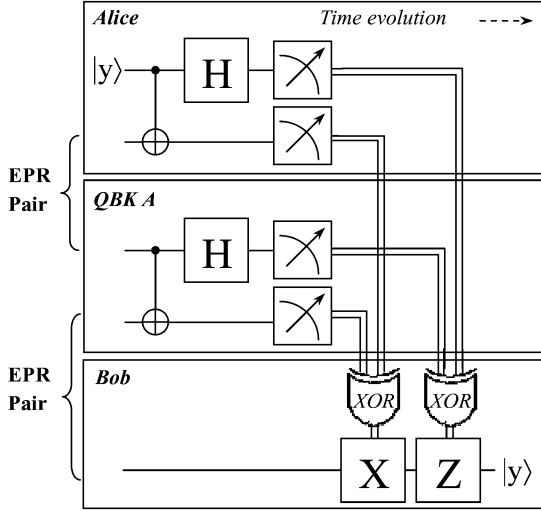 Alice
Time evolution
|y⟩
H
EPR
Pair
QBK A
H
EPR
Pair
Bob
XOR
XOR
X
Z
|y⟩